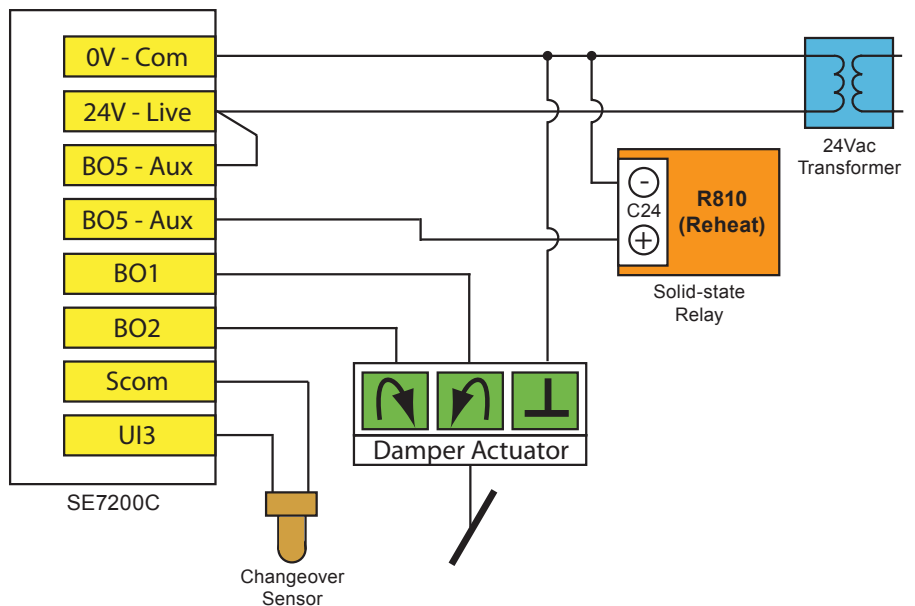 0V - Com
24V - Live
BO5 - Aux
BO5 - Aux
BO1
BO2
Scom
UI3
SE7200C
24Vac
Transformer
-
C24
+
R810
(Reheat)
Solid-state
Relay
Damper Actuator
Changeover
Sensor